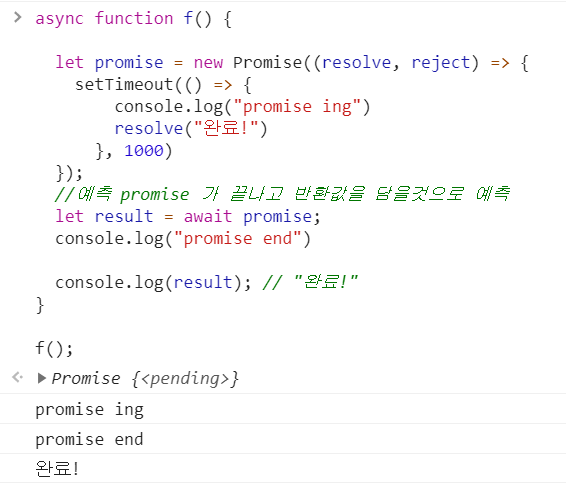 > async function f() {
let promise = new Promise((resolve, reject) => {
setTimeout(() => {
console.log("promise ing")
resolve("완료!")
}, 1000)
});
//예측 promise 가 끝나고 반환값을 담을것으로 예측
let result = await promise;
console.log("promise end")
console.log(result); // "완료!"
}
f();
Promise {<pending>}
promise ing
promise end
완료!